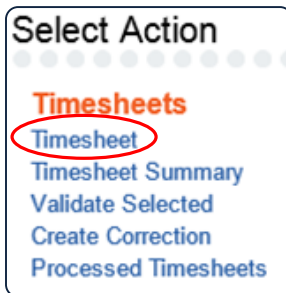 Select Action
Timesheets
Timesheet
Timesheet Summary
Validate Selected
Create Correction
Processed Timesheets